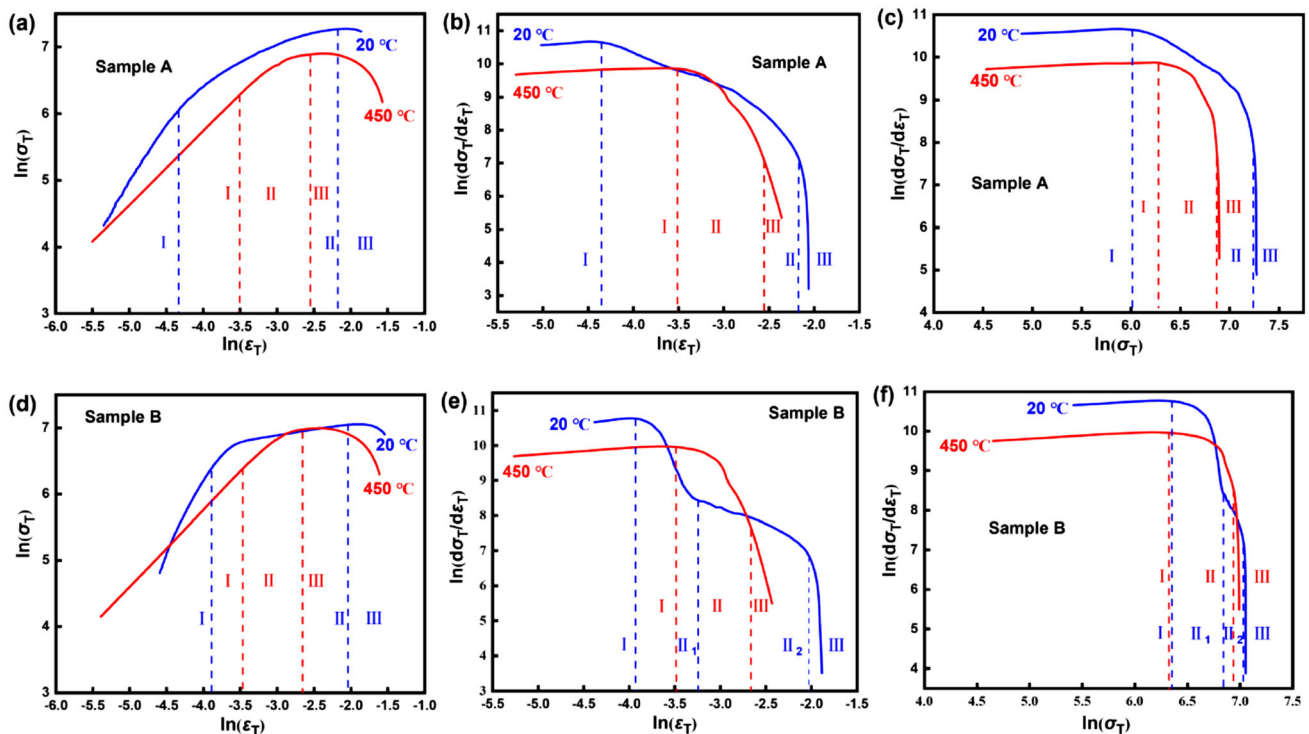 (a)
ln(σT)
7
6
5
4
3
Sample A
20 °C
450 °C
I
II
III
I
II
III
-5.5
-5.0
-4.5
-4.0
-3.5
-3.0
-2.5
-2.0
-1.5
-1.0
ln(εT)
(b)
ln(dσT/dεT)
11
10
9
8
7
6
5
4
3
20 °C
450 °C
Sample A
I
II
III
I
II
III
-5.5
-5.0
-4.5
-4.0
-3.5
-3.0
-2.5
-2.0
-1.5
ln(εT)
(c)
ln(dσT/dεT)
11
10
9
8
7
6
5
4
20 °C
450 °C
Sample A
I
II
III
I
II
III
4.0
4.5
5.0
5.5
6.0
6.5
7.0
7.5
ln(σT)
(d)
ln(σT)
7
6
5
4
3
Sample B
20 °C
450 °C
I
II
III
I
II
III
-6.0
-5.5
-5.0
-4.5
-4.0
-3.5
-3.0
-2.5
-2.0
-1.5
-1.0
ln(εT)
(e)
ln(dσT/dεT)
11
10
9
8
7
6
5
4
3
20 °C
450 °C
Sample B
I
II
III
I
II1
II2
III
-5.5
-5.0
-4.5
-4.0
-3.5
-3.0
-2.5
-2.0
-1.5
ln(εT)
(f)
ln(dσT/dεT)
11
10
9
8
7
6
5
4
20 °C
450 °C
Sample B
I
II
III
I
II1
II2
III
4.0
4.5
5.0
5.5
6.0
6.5
7.0
7.5
ln(σT)